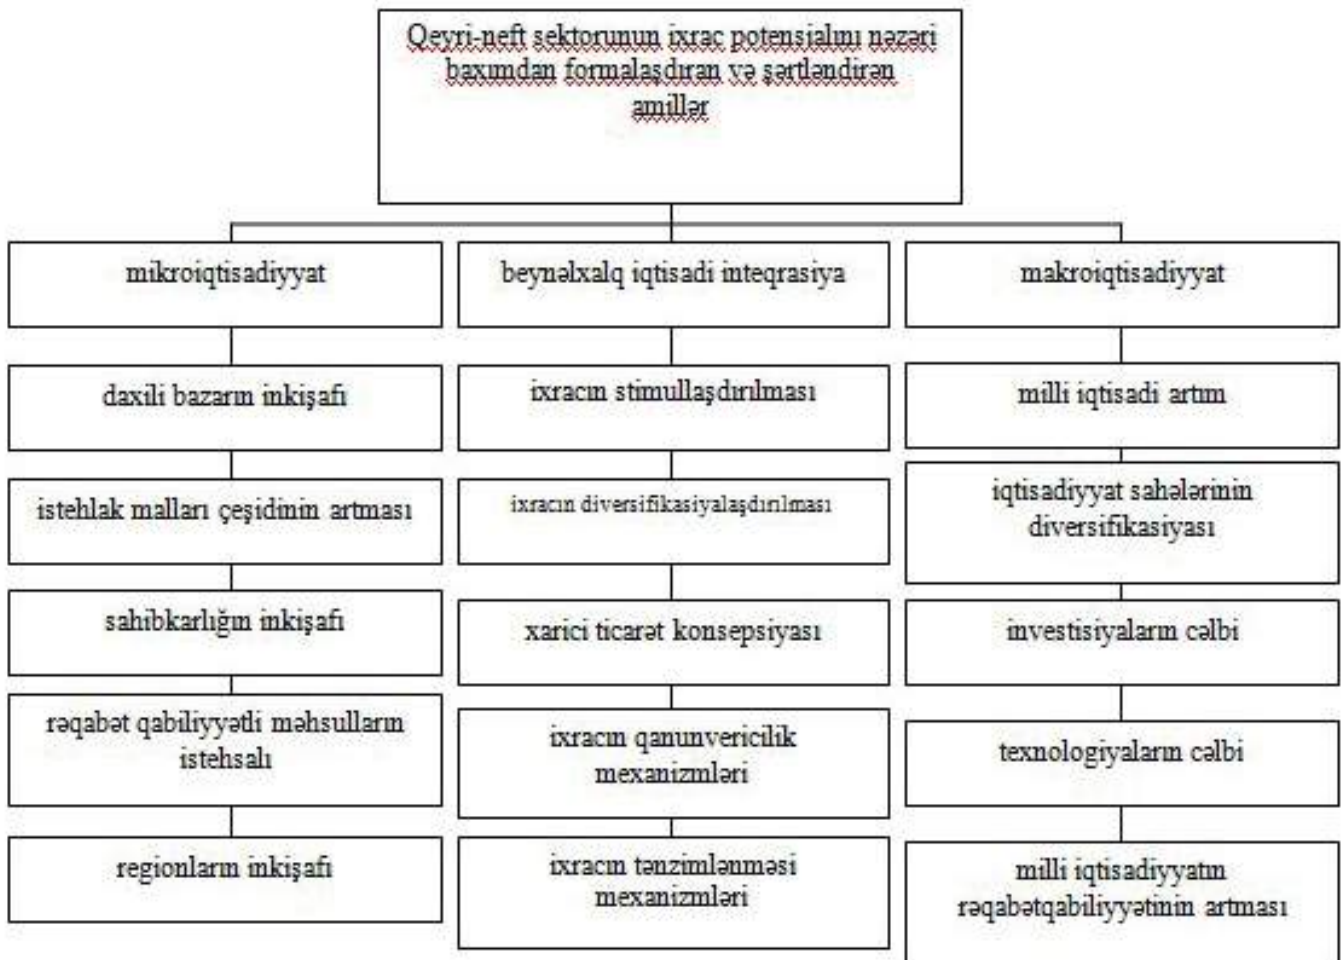 Qeyri-neft sektorunun ixrac potensialını nəzəri
baxımdan formalaşdıran və şərtləndirən
amillər
mikroiqtisadiyyat
daxili bazarın inkişafı
istehlak malları çeşidinin artması
sahibkarlığın inkişafı
rəqabət qabiliyyətli məhsulların
istehsalı
regionların inkişafı
beynəlxalq iqtisadi inteqrasiya
ixracın stimullaşdırılması
ixracın diversifikasiyalaşdırılması
xarici ticarət konsepsiyası
ixracın qanunvericilik
mexanizmləri
ixracın tənzimlənməsi
mexanizmləri
makroiqtisadiyyat
milli iqtisadi artım
iqtisadiyyat sahələrinin
diversifikasiyası
investisiyaların cəlbi
texnologiyaların cəlbi
milli iqtisadiyyatın
rəqabətqabiliyyətinin artması